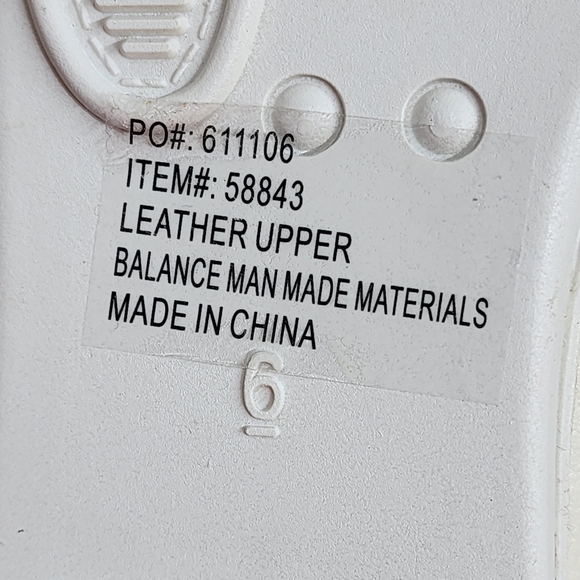 PO#: 611106
ITEM#: 58843
LEATHER UPPER
BALANCE MAN MADE MATERIALS
MADE IN CHINA
6